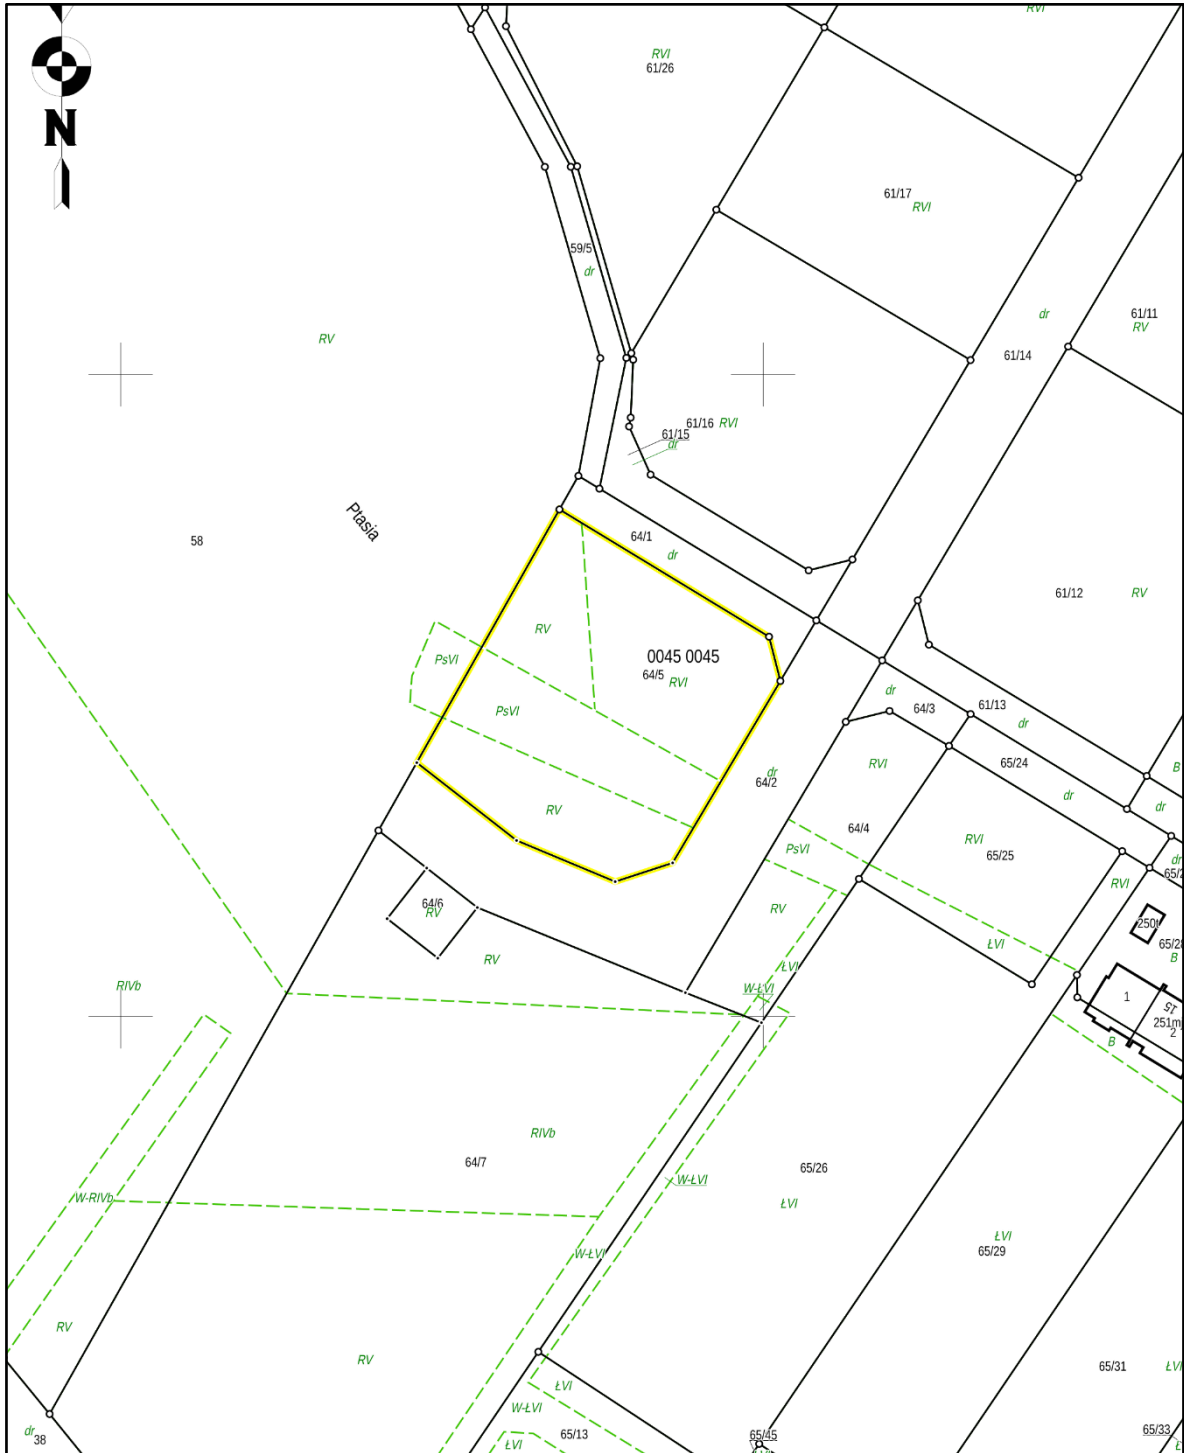 RVI
RVI
61/26
N
61/17
RVI
59/5
dr
dr
61/11
RV
61/14
RV
61/16 RVI
61/15
dr
Ptasia
58
64/1
dr
61/12
RV
RV
0045 0045
64/5
RVI
PsVI
PsVI
dr
64/3
61/13
dr
65/24
B
dr
64/2
RVI
dr
dr
RV
64/4
PsVI
RVI
65/25
dr
RVI
64/6
RV
RV
250t
65/28
B
ŁVI
RV
ŁVI
W-ŁVI
RIVb
1
15
251m
2
B
RIVb
64/7
65/26
W-ŁVI
W-RIVb
ŁVI
ŁVI
65/29
W-ŁVI
RV
RV
65/31
ŁVI
ŁVI
W-ŁVI
dr
38
65/13
ŁVI
65/45
65/33